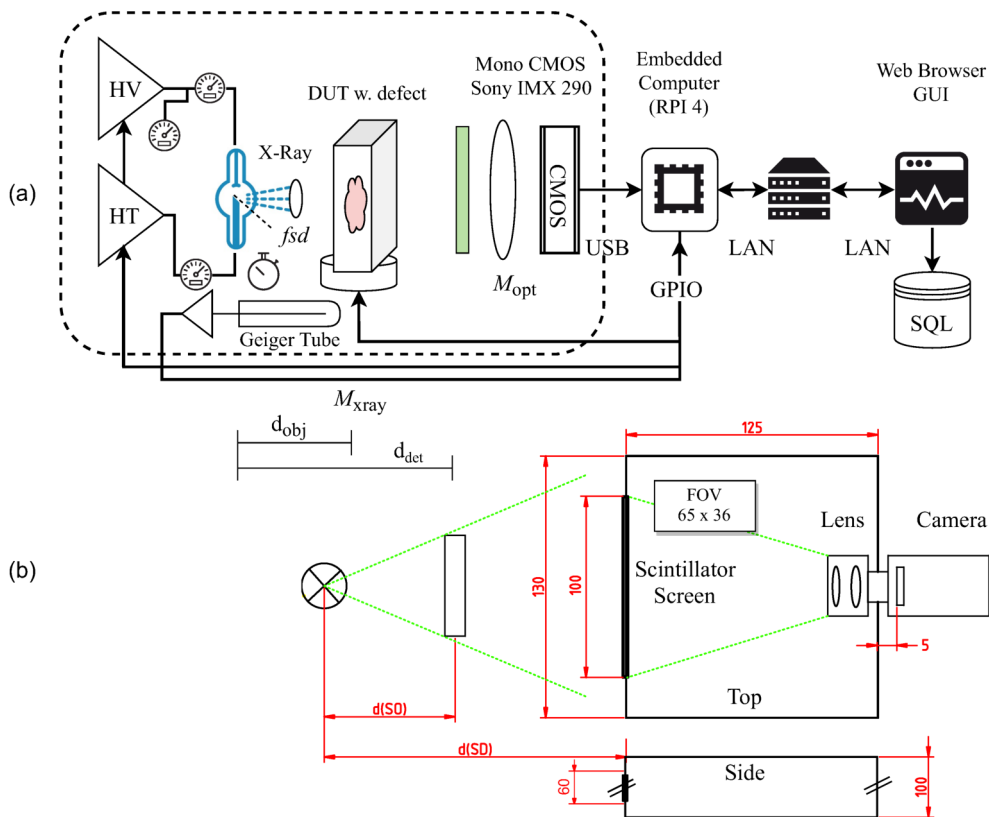 (a)
HV
HT
X-Ray
fsd
DUT w. defect
Mono CMOS
Sony IMX 290
CMOS
M_opt
Geiger Tube
Embedded
Computer
(RPI 4)
USB
GPIO
LAN
LAN
Web Browser
GUI
SQL
M_xray
d_obj
d_det
(b)
125
FOV
65 x 36
Lens
Camera
130
100
Scintillator
Screen
5
Top
d(SO)
d(SD)
Side
60
100